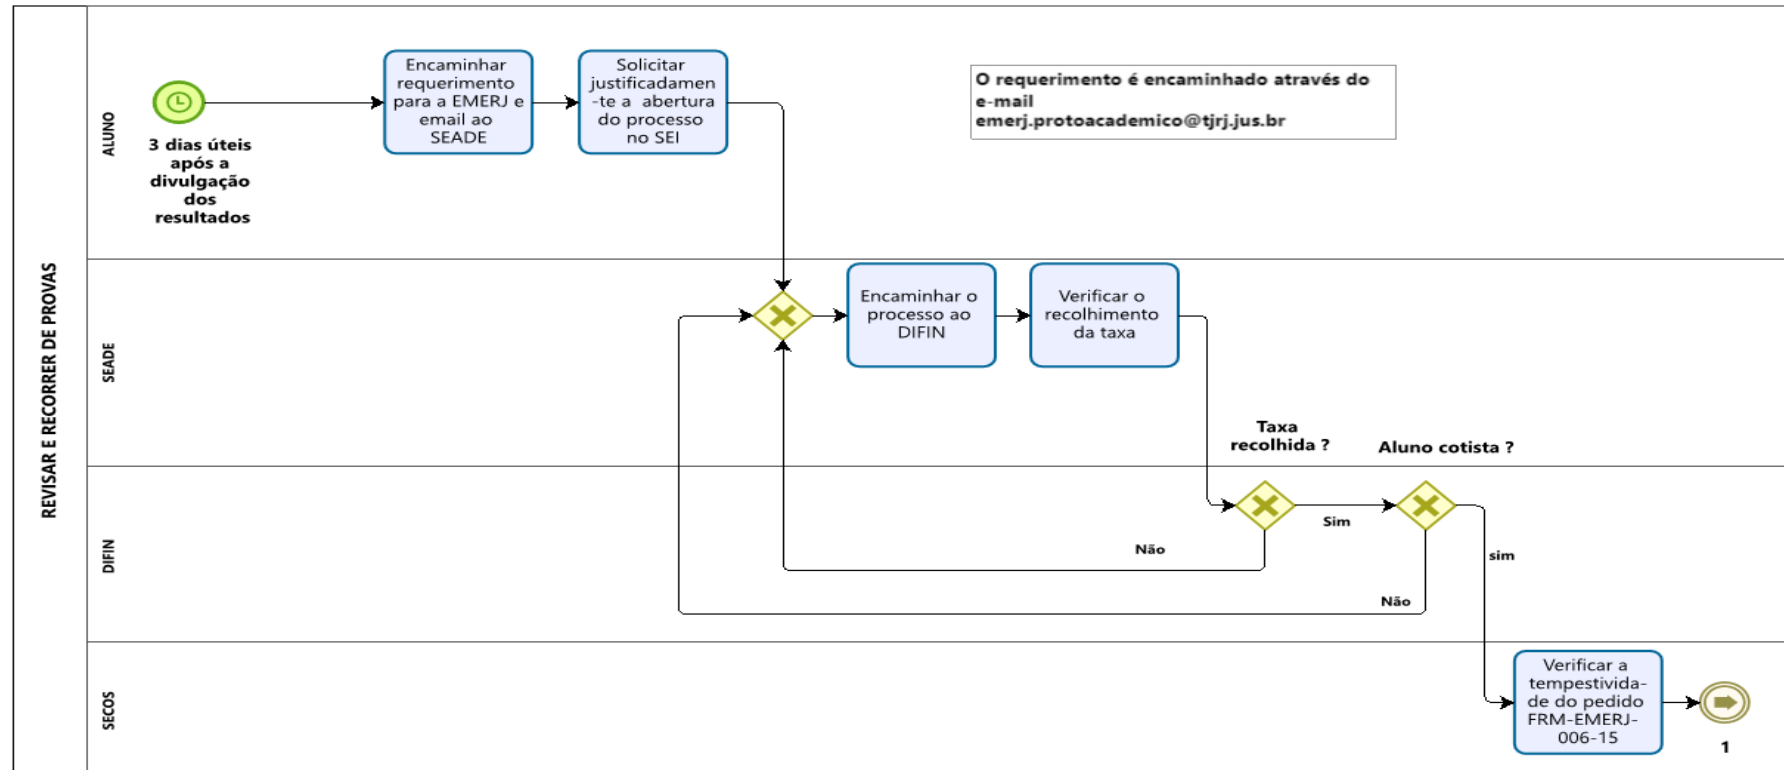 REVISAR E RECORRER DE PROVAS
ALUNO
3 dias úteis
após a
divulgação
dos
resultados
Encaminhar
requerimento
para a EMERJ e
email ao
SEADE
Solicitar
justificadamen
-te a abertura
do processo
no SEI
O requerimento é encaminhado através do
e-mail
emerj.protoacademico@tjrj.jus.br
SEADE
Encaminhar o
processo ao
DIFIN
Verificar o
recolhimento
da taxa
Taxa
recolhida ?
Aluno cotista ?
DIFIN
Sim
Não
sim
Não
SECOS
Verificar a
tempestivida-
de do pedido
FRM-EMERJ-
006-15
1